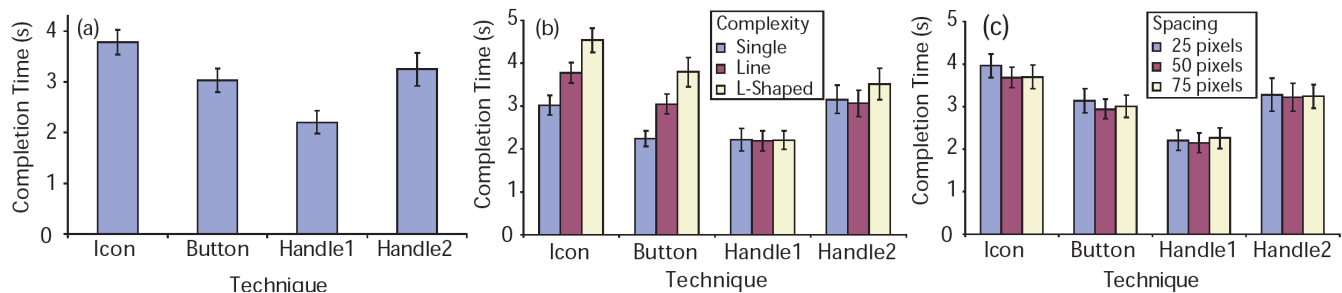 (a)
Completion Time (s)
4
3
2
1
0
Icon Button Handle1 Handle2
Technique
(b)
Completion Time (s)
5
4
3
2
1
0
Complexity
Single
Line
L-Shaped
Icon Button Handle1 Handle2
Technique
(c)
Completion Time (s)
5
4
3
2
1
0
Spacing
25 pixels
50 pixels
75 pixels
Icon Button Handle1 Handle2
Technique